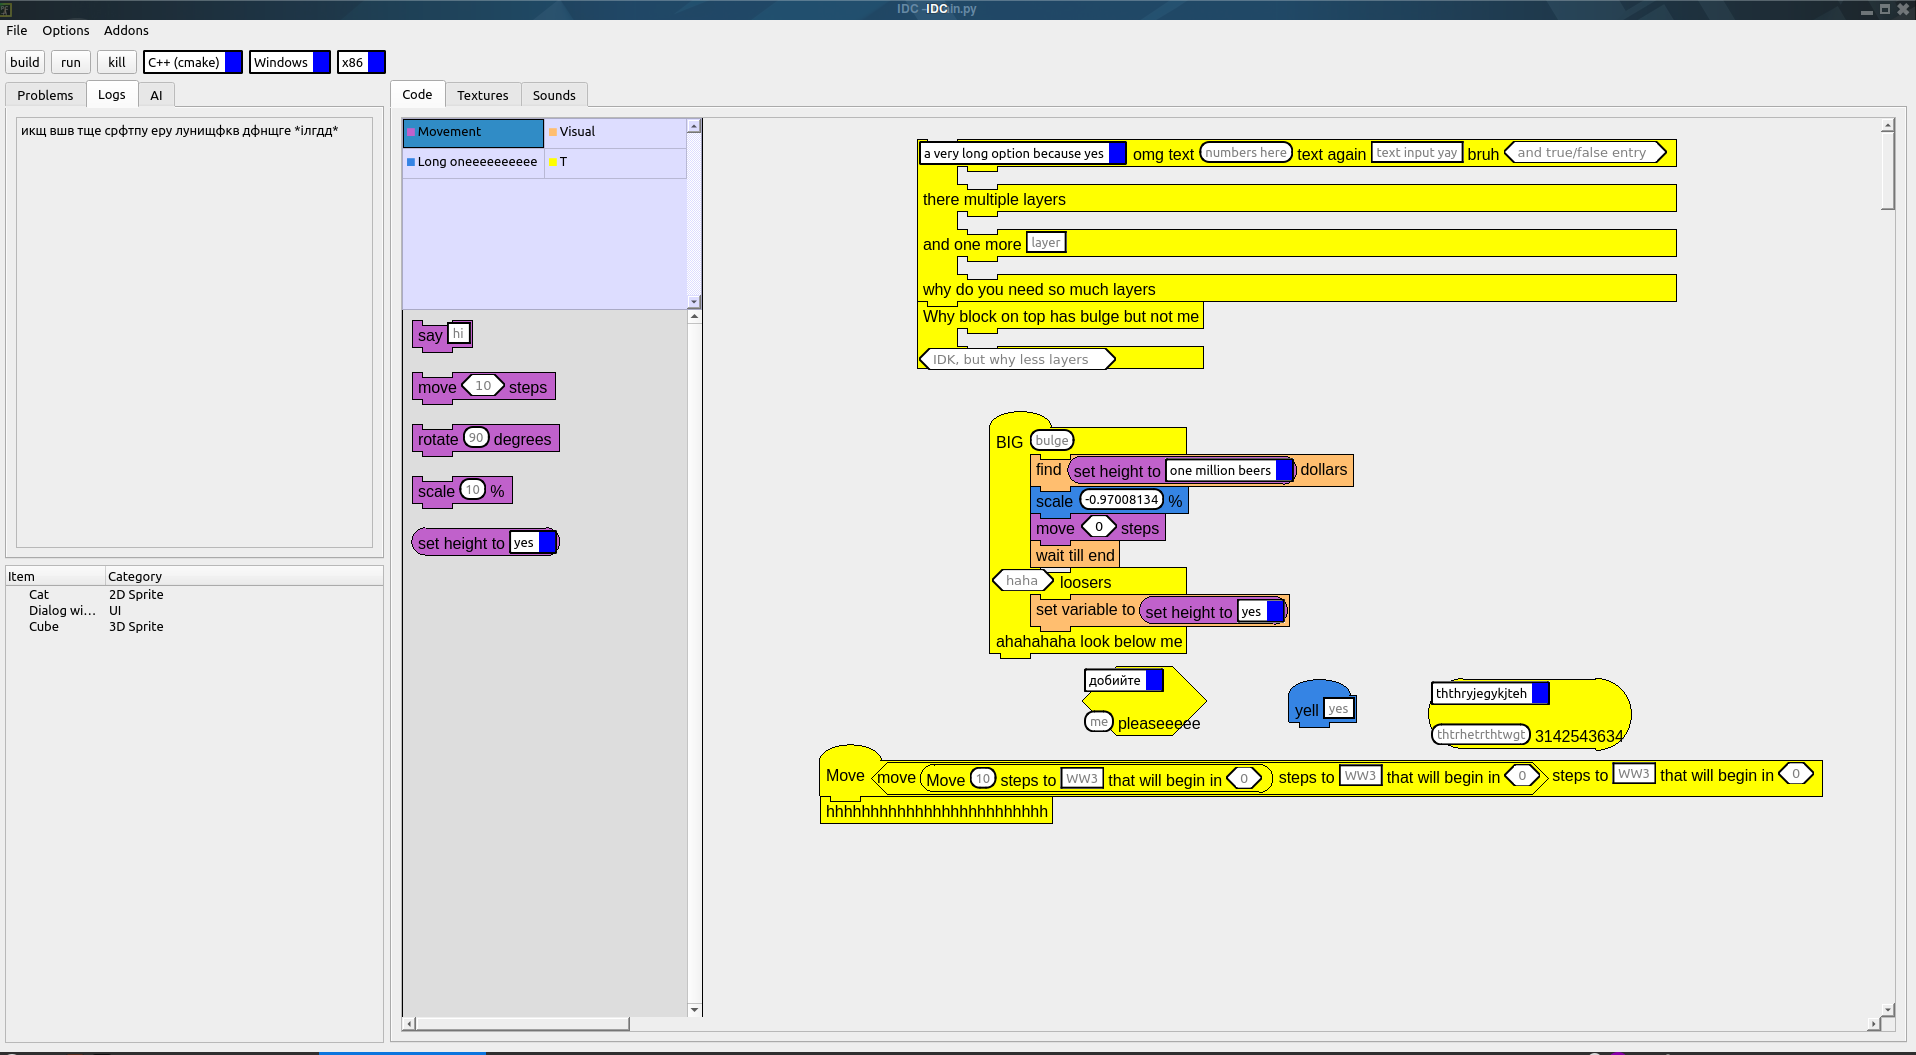 IDC
File Options Addons
build run kill C++ (cmake) Windows x86
Problems Logs AI
Code Textures Sounds
икщ вшв тще срфтпу еру лунищфкв дфнщге *ілгдд*
Item Category
Cat 2D Sprite
Dialog wi... UI
Cube 3D Sprite
Movement Visual
Long oneeeeeeeeee T
say hi
move 10 steps
rotate 90 degrees
scale 10 %
set height to yes
a very long option because yes omg text numbers here text again text input yay bruh and true/false entry
there multiple layers
and one more layer
why do you need so much layers
Why block on top has bulge but not me
IDK, but why less layers
BIG bulge
find set height to one million beers dollars
scale -0.97008134 %
move 0 steps
wait till end
haha loosers
set variable to set height to yes
ahahahaha look below me
добийте
me pleaseeeee
yell yes
ththryjegykjteh
thtrhetrthtwgt 3142543634
Move move Move 10 steps to WW3 that will begin in 0 steps to WW3 that will begin in 0 steps to WW3 that will begin in 0
hhhhhhhhhhhhhhhhhhhhhhhhh